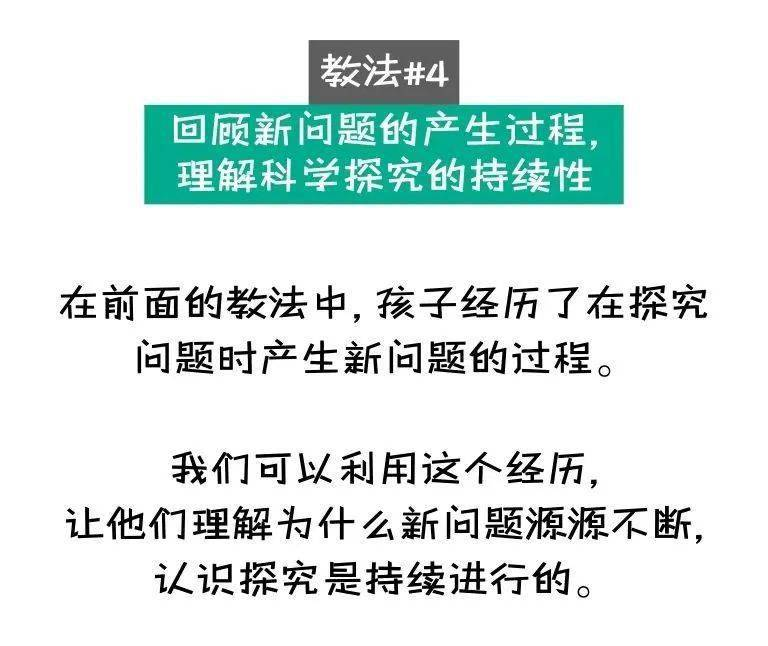 教法#4
回顾新问题的产生过程,
理解科学探究的持续性
在前面的教法中, 孩子经历了在探究
问题时产生新问题的过程。
我们可以利用这个经历,
让他们理解为什么新问题源源不断,
认识探究是持续进行的。